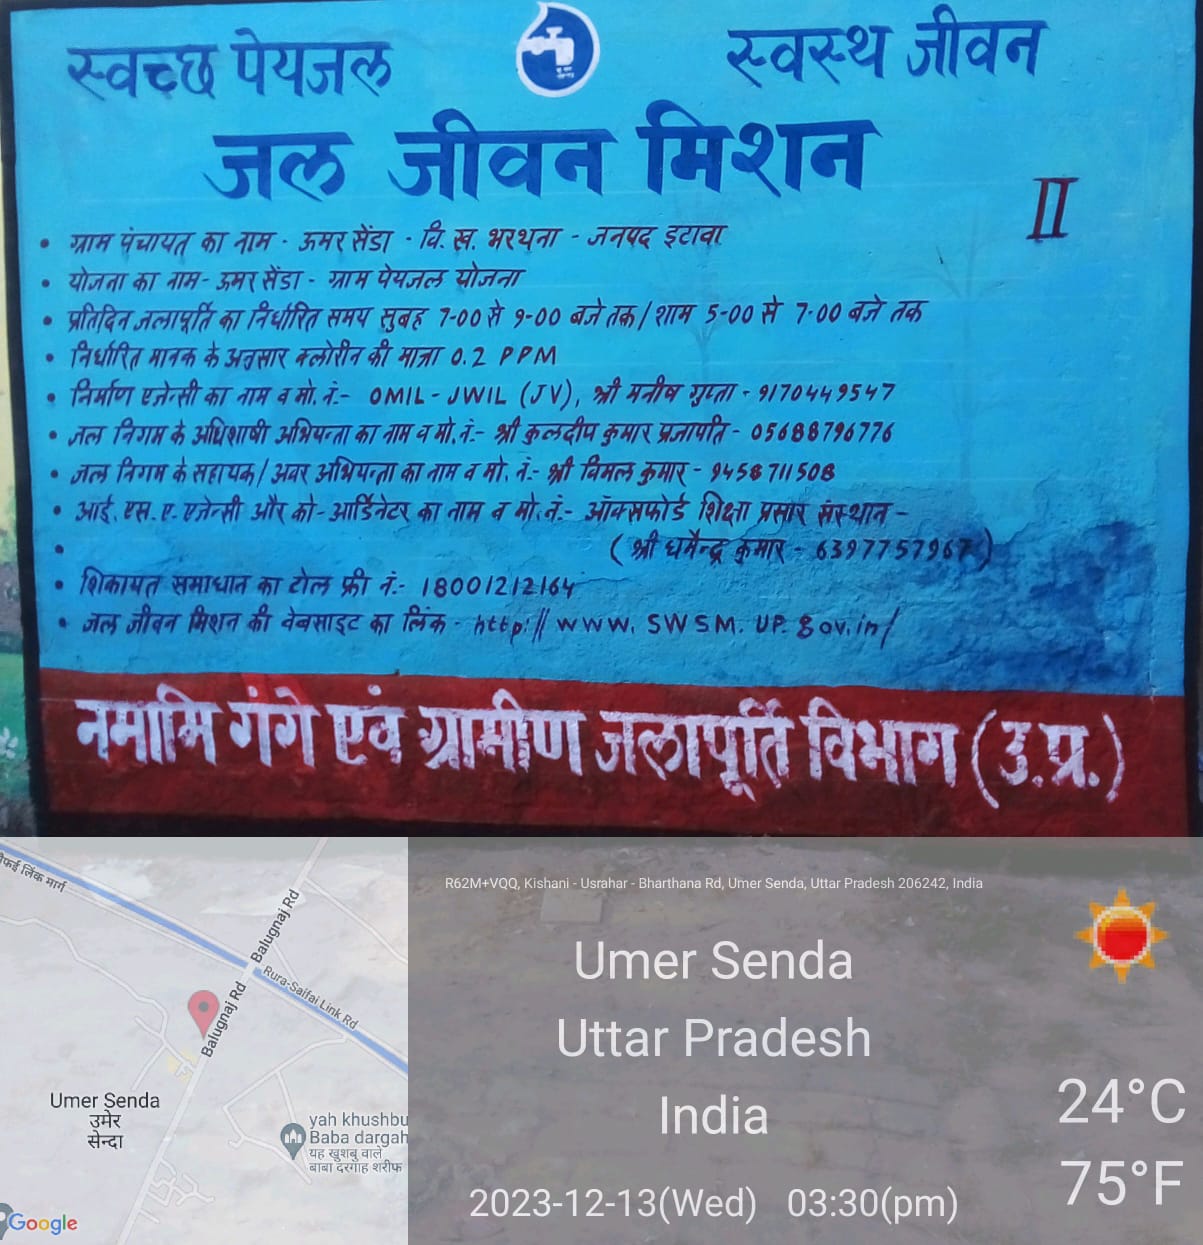 स्वच्छ पेयजल
स्वस्थ जीवन
जल जीवन मिशन
II
• ग्राम पंचायत का नाम - ऊमर सेंडा - वि. ख. भरथना - जनपद इटावा
• योजना का नाम- ऊमर सेंडा - ग्राम पेयजल योजना
• प्रतिदिन जलापूर्ति का निर्धारित समय सुबह 7-00 से 9-00 बजे तक/शाम 5-00 से 7-00 बजे तक
• निर्धारित मानक के अनुसार क्लोरीन की मात्रा 0.2 PPM
• निर्माण एजेन्सी का नाम व मो. नं:- OMIL-JWIL (JV), श्री मनीष गुप्ता - 9170449547
• जल निगम के अधिशाषी अभियन्ता का नाम व मो.नं:- श्री कुलदीप कुमार प्रजापति - 05688796776
• जल निगम के सहायक/अवर अभियन्ता का नाम व मो. नं:- श्री विमल कुमार - 9458711508
• आई. एस. ए. एजेन्सी और को-आर्डिनेटर का नाम व मो.नं:- ऑक्सफोर्ड शिक्षा प्रसार संस्थान -
• (श्री धर्मेन्द्र कुमार - 6397757967)
• शिकायत समाधान का टोल फ्री नं:- 18001212164
• जल जीवन मिशन की वेबसाइट का लिंक - http://www.SWSM.UP.gov.in/
नमामि गंगे एवं ग्रामीण जलापूर्ति विभाग (उ.प्र.)
R62M+VQQ, Kishani - Usrahar - Bharthana Rd, Umer Senda, Uttar Pradesh 206242, India
Umer Senda
Uttar Pradesh
India
2023-12-13(Wed) 03:30(pm)
24°C
75°F
लिंक मार्ग
Balugnaj Rd
Rura-Saifai Link Rd
Balugnaj Rd
Umer Senda
उमेर
सेन्दा
yah khushbu
Baba dargah
यह खुशबु वाले
बाबा दरगाह शरीफ
Google